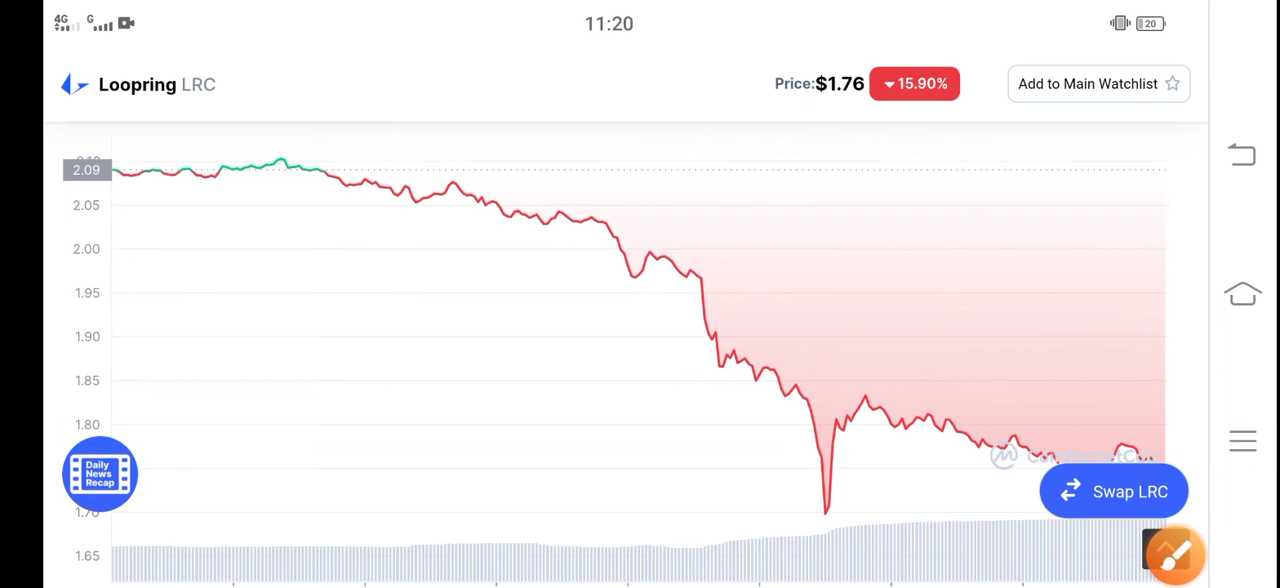 4G G 11:20 20
Loopring LRC Price:$1.76 15.90% Add to Main Watchlist
2.09
2.05
2.00
1.95
1.90
1.85
1.80
Daily
News
Recap
Swap LRC
1.70
1.65